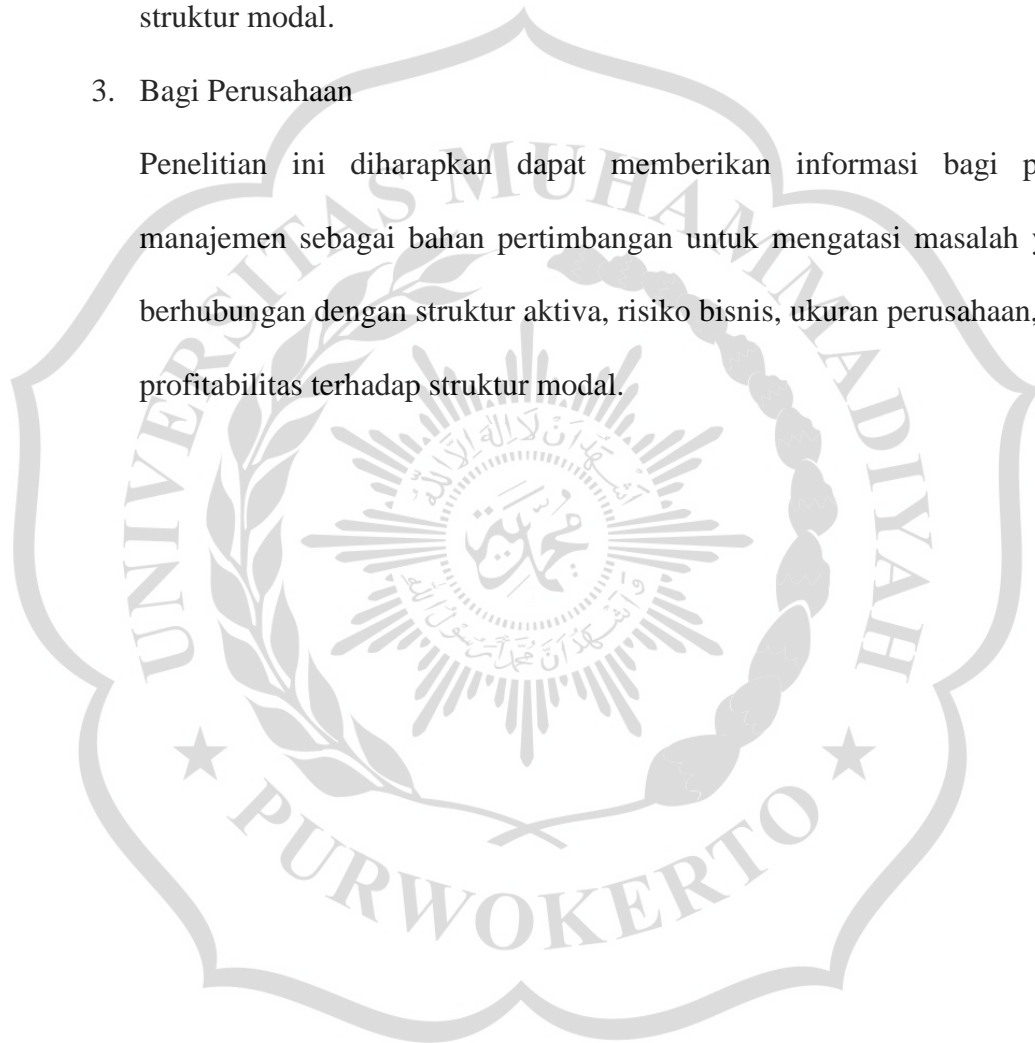 struktur modal.
3. Bagi Perusahaan
Penelitian ini diharapkan dapat memberikan informasi bagi p
manajemen sebagai bahan pertimbangan untuk mengatasi masalah y
berhubungan dengan struktur aktiva, risiko bisnis, ukuran perusahaan,
profitabilitas terhadap struktur modal.
UNIVERSITAS MUHAMMADIYAH
PURWOKERTO